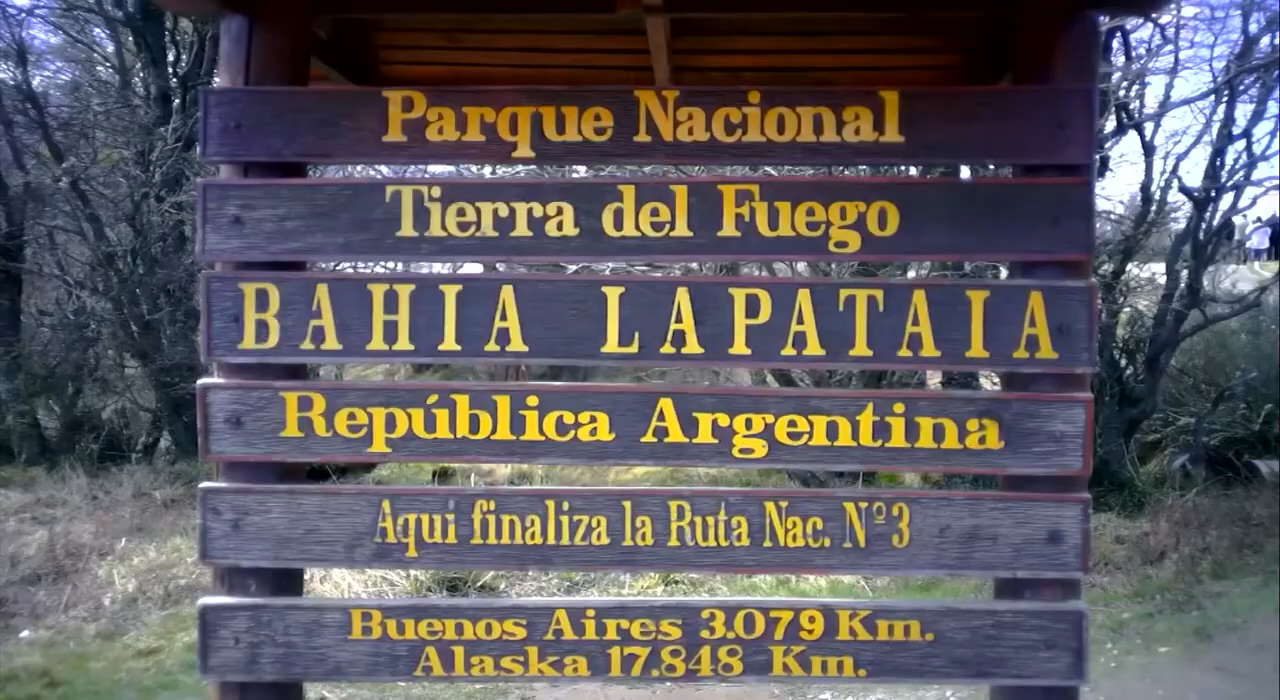 Parque Nacional
Tierra del Fuego
BAHIA LAPATAIA
República Argentina
Aqui finaliza la Ruta Nac. Nº3
Buenos Aires 3.079 Km.
Alaska 17.848 Km.